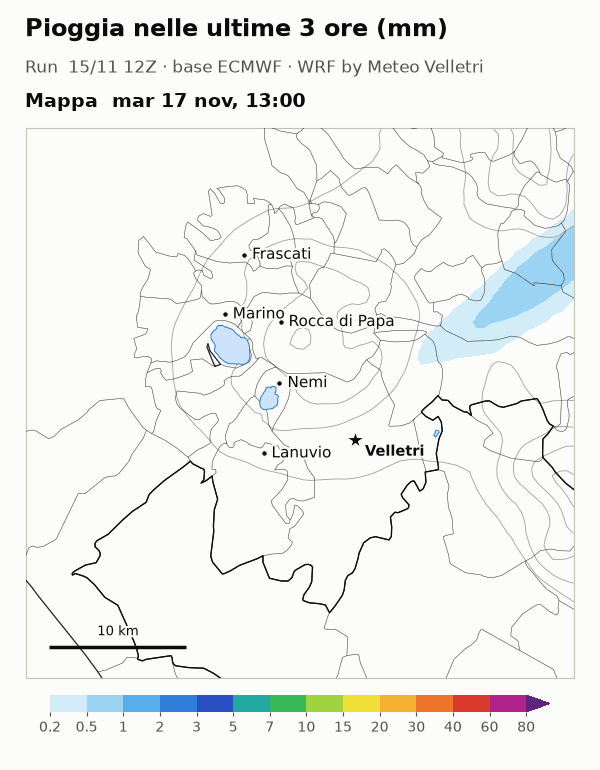 Pioggia nelle ultime 3 ore (mm)
Run  15/11 12Z · base ECMWF · WRF by Meteo Velletri
Mappa  mar 17 nov, 13:00
Frascati
Marino
Rocca di Papa
Nemi
Velletri
Lanuvio
10 km
0.2 0.5 1 2 3 5 7 10 15 20 30 40 60 80